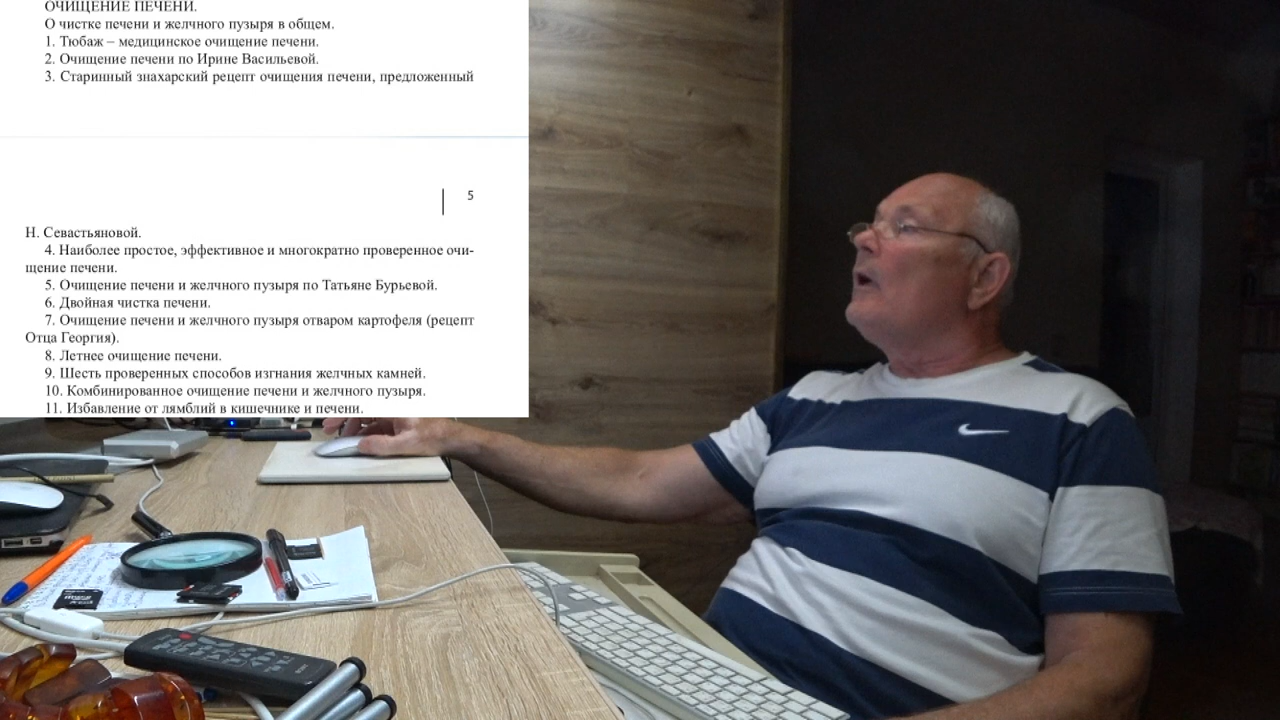 ОЧИЩЕНИЕ ПЕЧЕНИ.
О чистке печени и желчного пузыря в общем.
1. Тюбаж – медицинское очищение печени.
2. Очищение печени по Ирине Васильевой.
3. Старинный знахарский рецепт очищения печени, предложенный
5
Н. Севастьяновой.
4. Наиболее простое, эффективное и многократно проверенное очи-
щение печени.
5. Очищение печени и желчного пузыря по Татьяне Бурьевой.
6. Двойная чистка печени.
7. Очищение печени и желчного пузыря отваром картофеля (рецепт
Отца Георгия).
8. Летнее очищение печени.
9. Шесть проверенных способов изгнания желчных камней.
10. Комбинированное очищение печени и желчного пузыря.
11. Избавление от лямблий в кишечнике и печени.